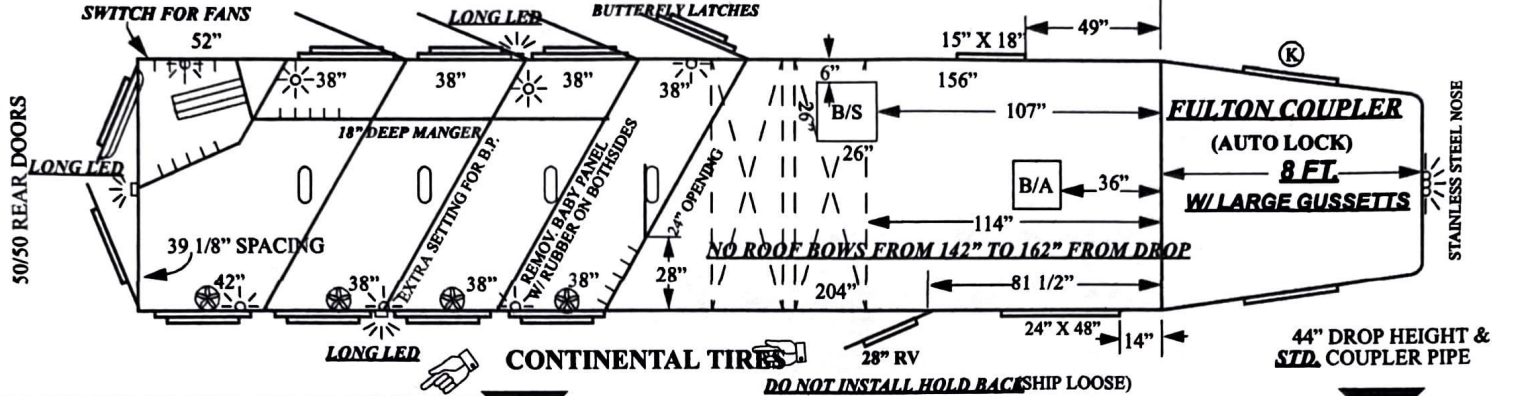 SWITCH FOR FANS
LONG LED
BUTTERFLY LATCHES
52”
15” X 18”
49”
K
38”
38”
38”
38”
6”
156”
26”
B/S
107”
FULTON COUPLER
(AUTO LOCK)
8 FT.
W/ LARGE GUSSETTS
50/50 REAR DOORS
LONG LED
18” DEEP MANGER
26”
B/A
36”
STAINLESS STEEL NOSE
EXTRA SETTING FOR B.P.
REMOV. BABY PANEL
W/ RUBBER ON BOTHSIDES
24” OPENING
114”
39 1/8” SPACING
NO ROOF BOWS FROM 142” TO 162” FROM DROP
42”
38”
38”
38”
28”
204”
81 1/2”
24” X 48”
14”
44” DROP HEIGHT &
STD. COUPLER PIPE
LONG LED
CONTINENTAL TIRES
28” RV
DO NOT INSTALL HOLD BACK(SHIP LOOSE)